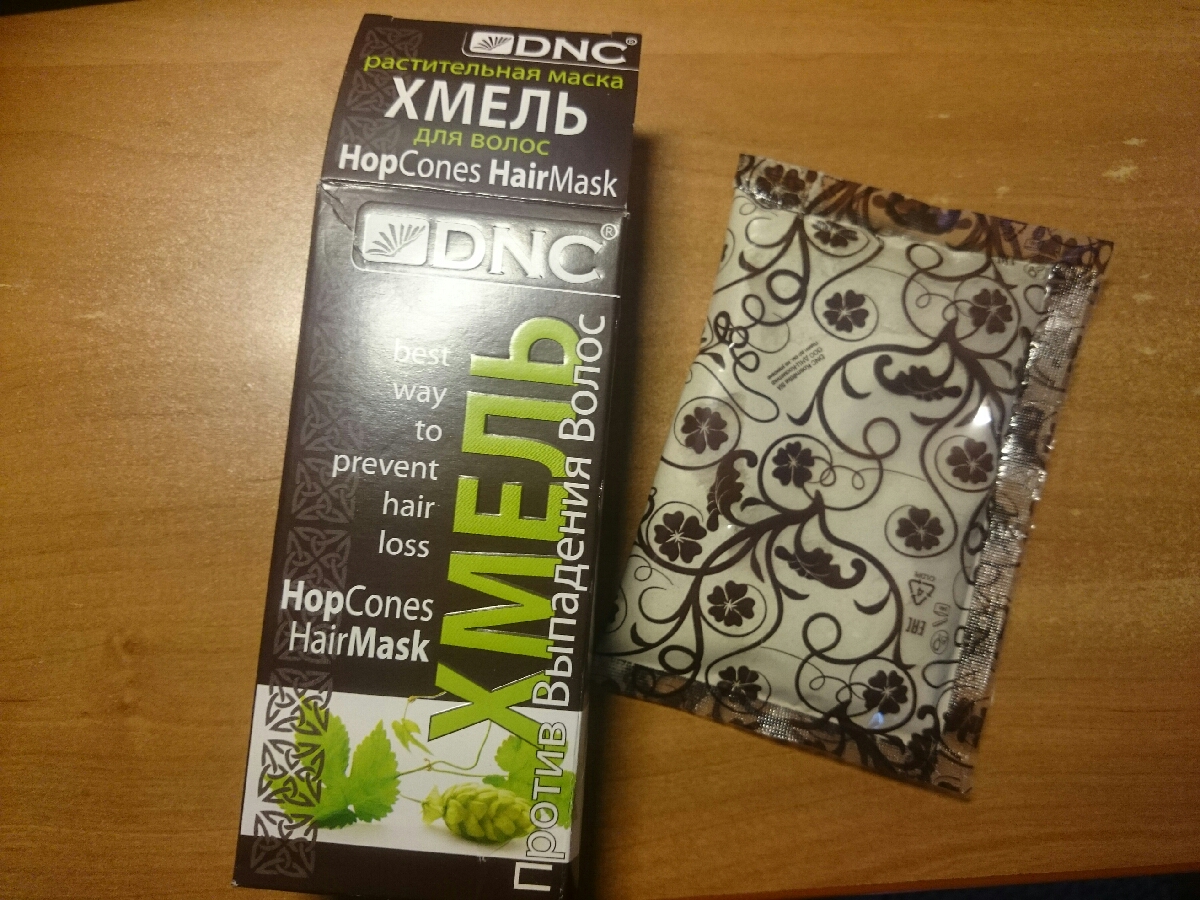 DNC®
растительная маска
ХМЕЛЬ
для волос
HopCones HairMask
DNC®
best
way
to
prevent
hair
loss
HopCones
HairMask
ХМЕЛЬ
Против Выпадения Волос
EAC